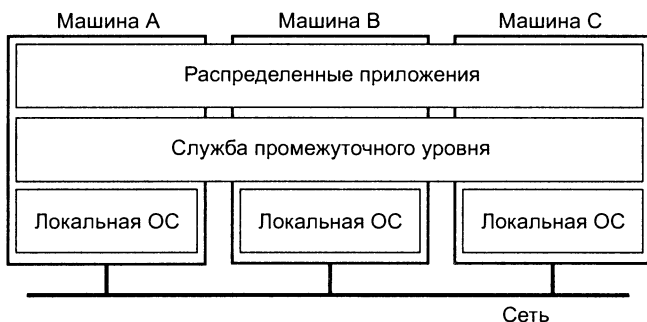 Машина А
Машина В
Машина С
Распределенные приложения
Служба промежуточного уровня
Локальная ОС
Локальная ОС
Локальная ОС
Сеть